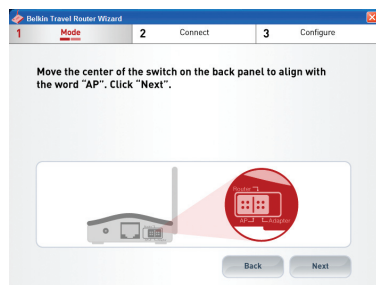 Belkin Travel Router Wizard
1 Mode 2 Connect 3 Configure
Move the center of the switch on the back panel to align with
the word “AP”. Click “Next”.
Router
AP Adapter
Back Next